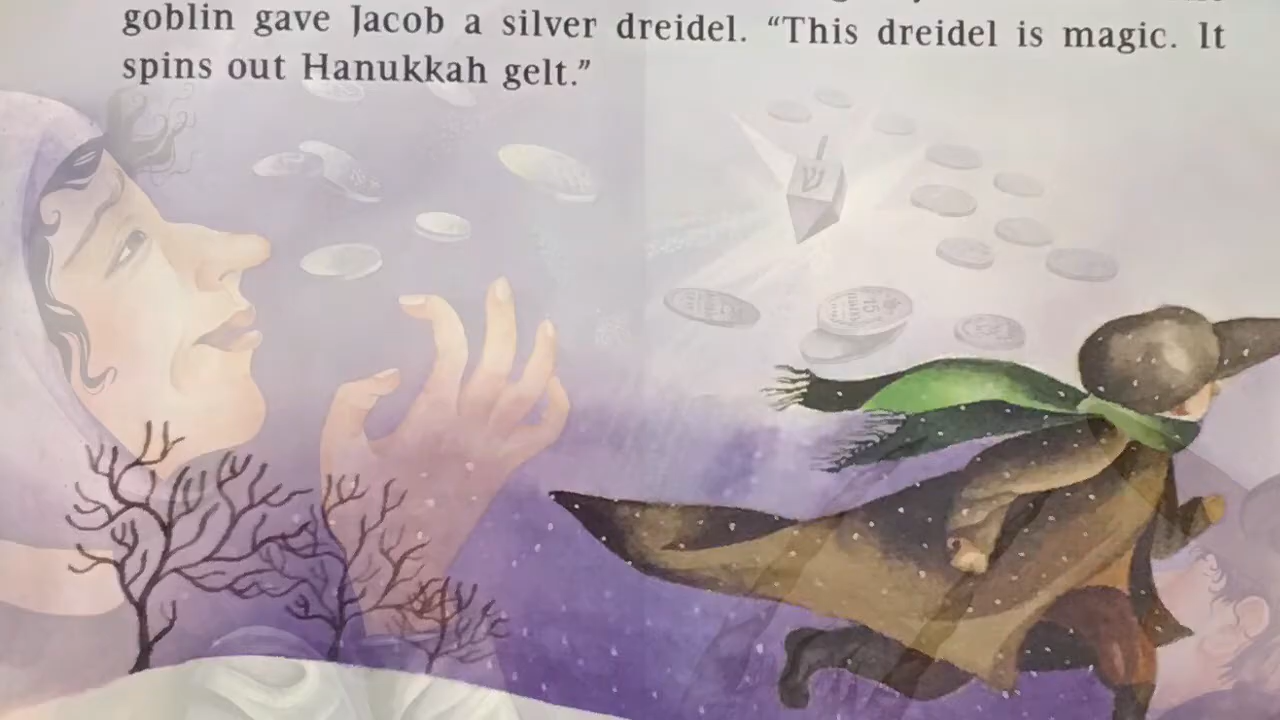 goblin gave Jacob a silver dreidel. “This dreidel is magic. It
spins out Hanukkah gelt.”
ש